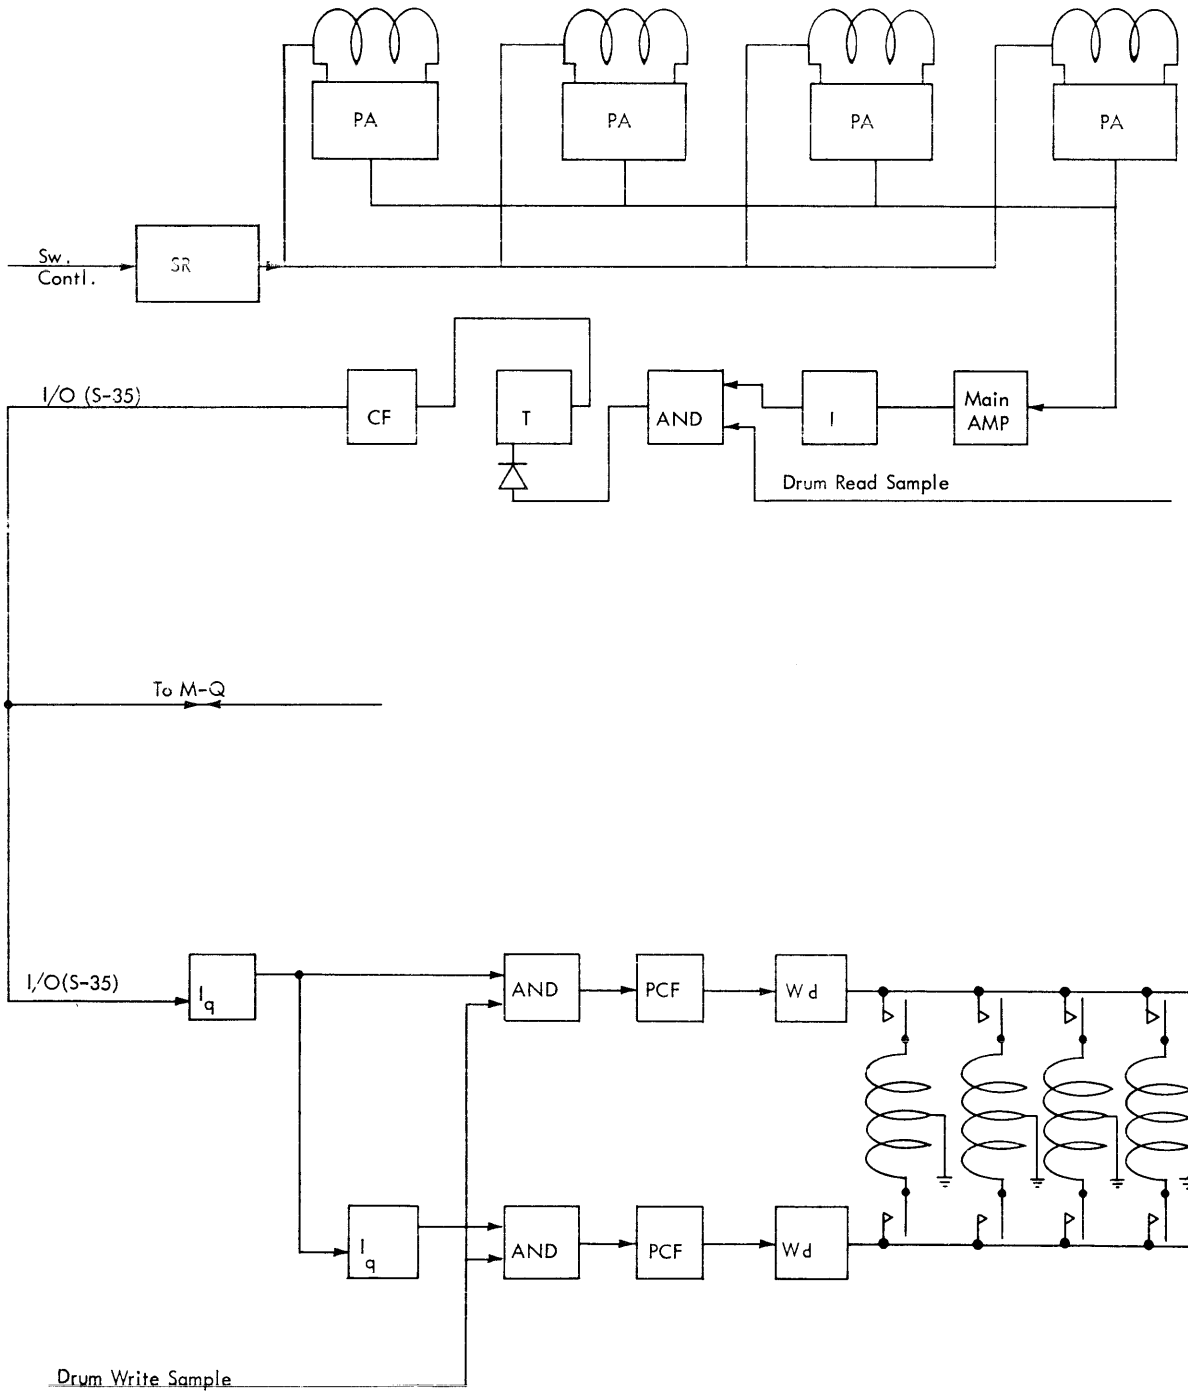 PA
PA
PA
PA
Sw.
Contl.
SR
I/O (S-35)
CF
T
AND
I
Main
AMP
Drum Read Sample
To M-Q
I/O(S-35)
Iq
AND
PCF
Wd
Iq
AND
PCF
Wd
Drum Write Sample